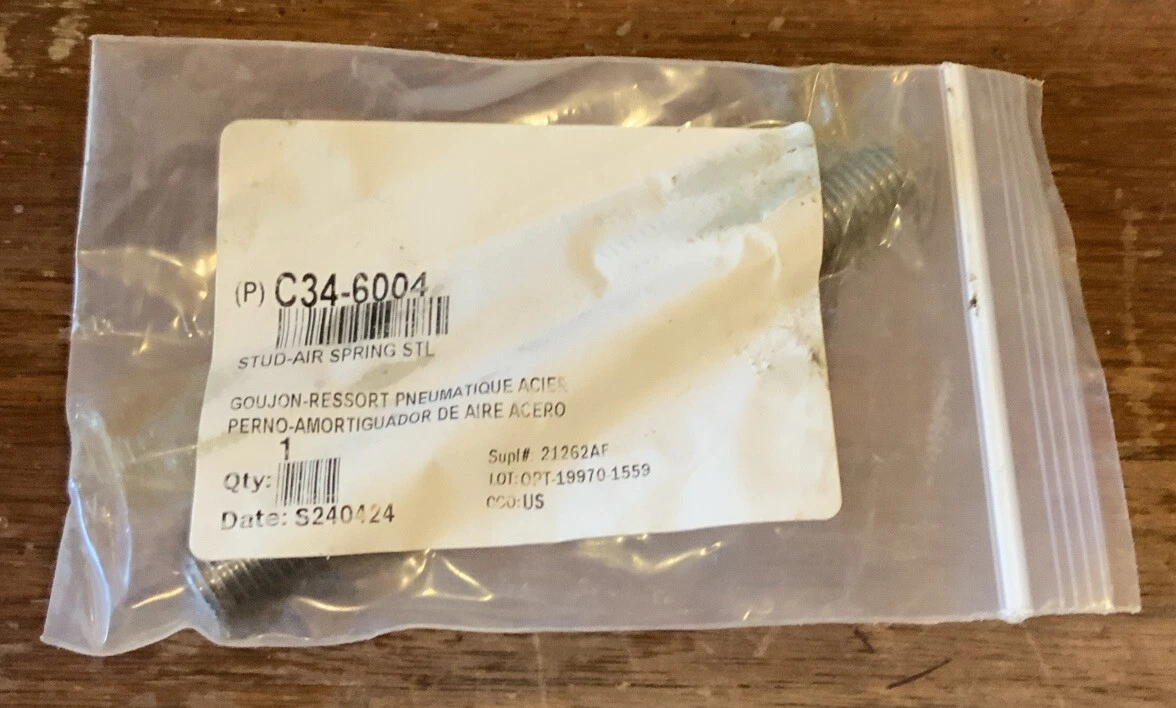 (P) C34-6004
STUD-AIR SPRING STL
GOUJON-RESSORT PNEUMATIQUE ACIER
PERNO-AMORTIGUADOR DE AIRE ACERO
1
Qty:
Date: S240424
Supl#: 21262AF
LOT:OPT-19970-1559
COO:US